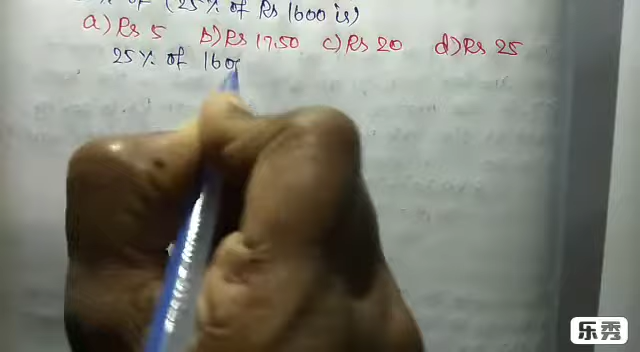 % of (25% of Rs 1600 is)
a) Rs 5 b) Rs 17.50 c) Rs 20 d) Rs 25
25% of 160
乐秀